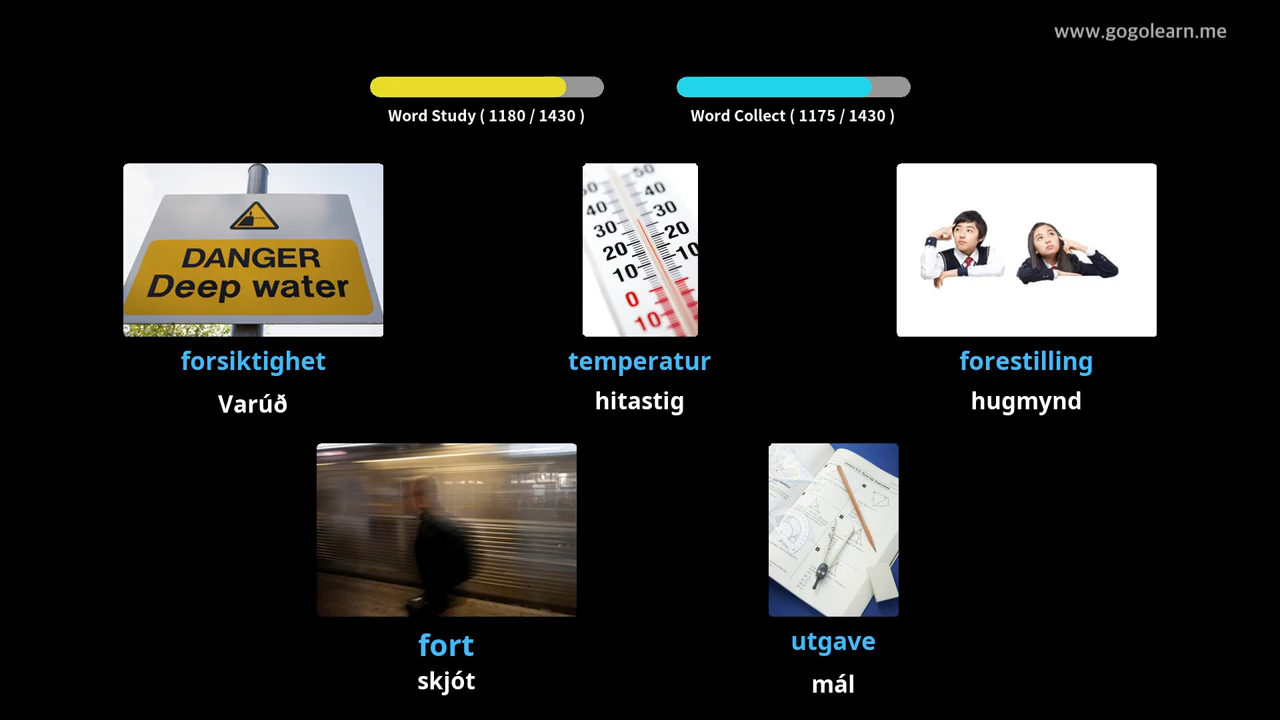 www.gogolearn.me
Word Study ( 1180 / 1430 )
Word Collect ( 1175 / 1430 )
DANGER
Deep water
50
40
30
20
10
0
10
50
40
30
20
10
forsiktighet
temperatur
forestilling
Varúð
hitastig
hugmynd
fort
utgave
skjót
mál